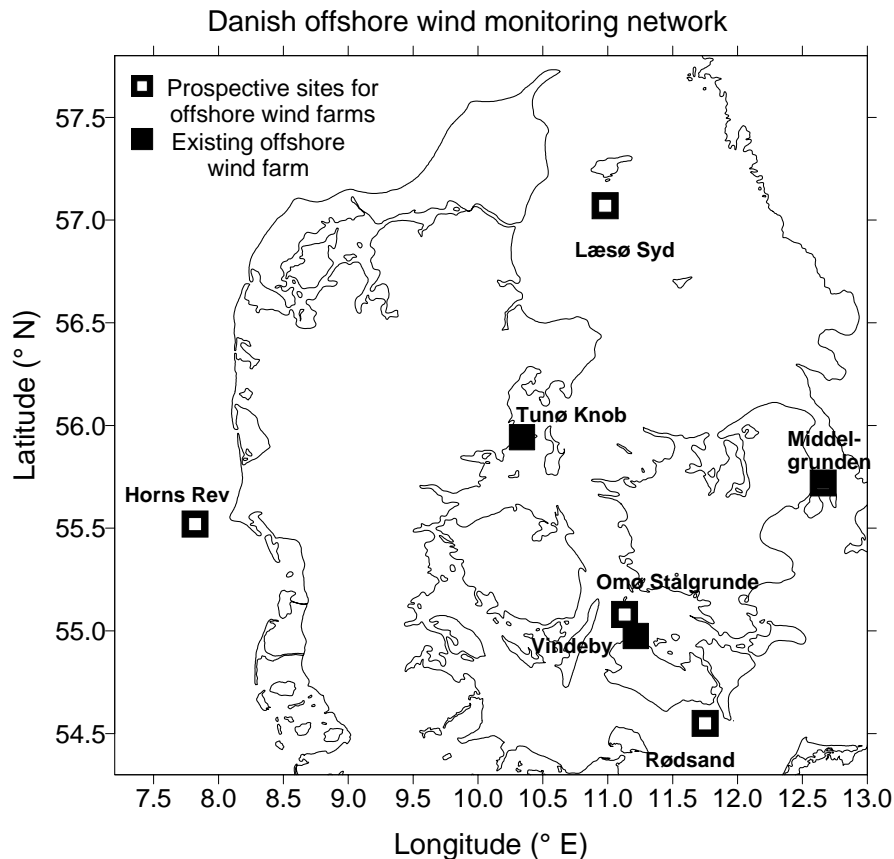 Danish offshore wind monitoring network
Prospective sites for
offshore wind farms
Existing offshore
wind farm
57.5
57.0
56.5
56.0
55.5
55.0
54.5
Latitude (° N)
Læsø Syd
Tunø Knob
Middel-
grunden
Horns Rev
Omø Stålgrunde
Vindeby
Rødsand
7.5 8.0 8.5 9.0 9.5 10.0 10.5 11.0 11.5 12.0 12.5 13.0
Longitude (° E)